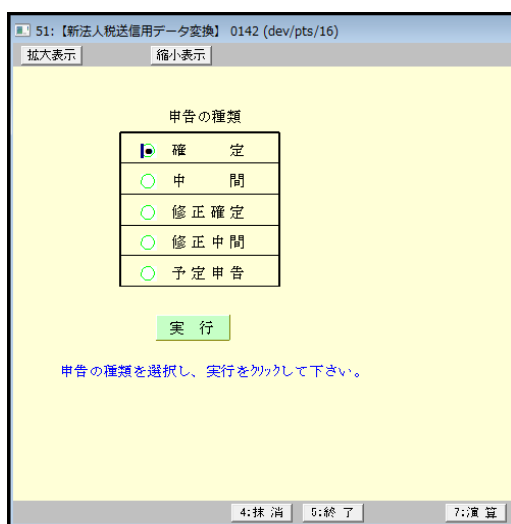 51:【新法人税送信用データ変換】 0142 (dev/pts/16)
拡大表示 縮小表示
申告の種類
確 定
中 間
修正確定
修正中間
予定申告
実 行
申告の種類を選択し、実行をｸﾘｯｸして下さい。
4:抹 消 5:終 了 7:演 算